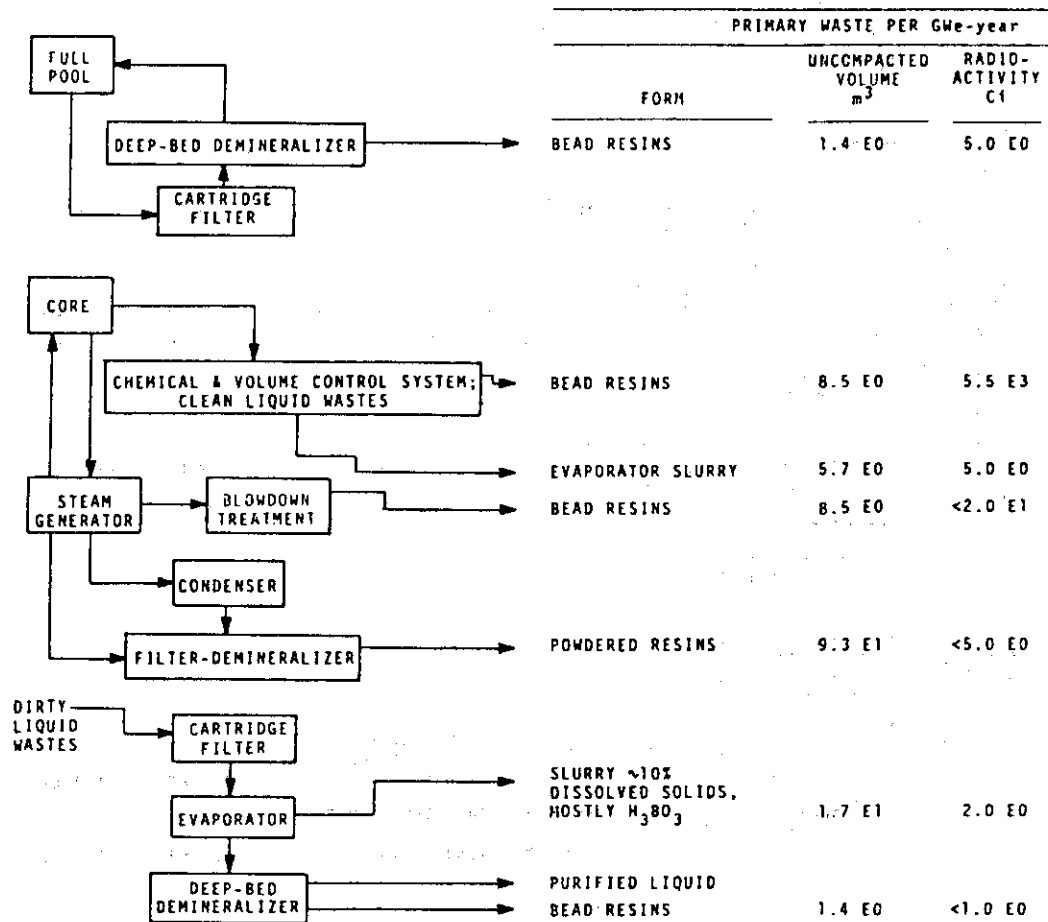 PRIMARY WASTE PER GWe-year
UNCOMPACTED
VOLUME
m³
RADIO-
ACTIVITY
Ci
FORM
FULL
POOL
DEEP-BED DEMINERALIZER
BEAD RESINS 1.4 E0 5.0 E0
CARTRIDGE
FILTER
CORE
CHEMICAL & VOLUME CONTROL SYSTEM;
CLEAN LIQUID WASTES
BEAD RESINS 8.5 E0 5.5 E3
EVAPORATOR SLURRY 5.7 E0 5.0 E0
STEAM
GENERATOR
BLOWDOWN
TREATMENT
BEAD RESINS 8.5 E0 <2.0 E1
CONDENSER
FILTER-DEMINERALIZER
POWDERED RESINS 9.3 E1 <5.0 E0
DIRTY
LIQUID
WASTES
CARTRIDGE
FILTER
EVAPORATOR
SLURRY ~10%
DISSOLVED SOLIDS,
MOSTLY H₃BO₃ 1.7 E1 2.0 E0
DEEP-BED
DEMINERALIZER
PURIFIED LIQUID
BEAD RESINS 1.4 E0 <1.0 E0